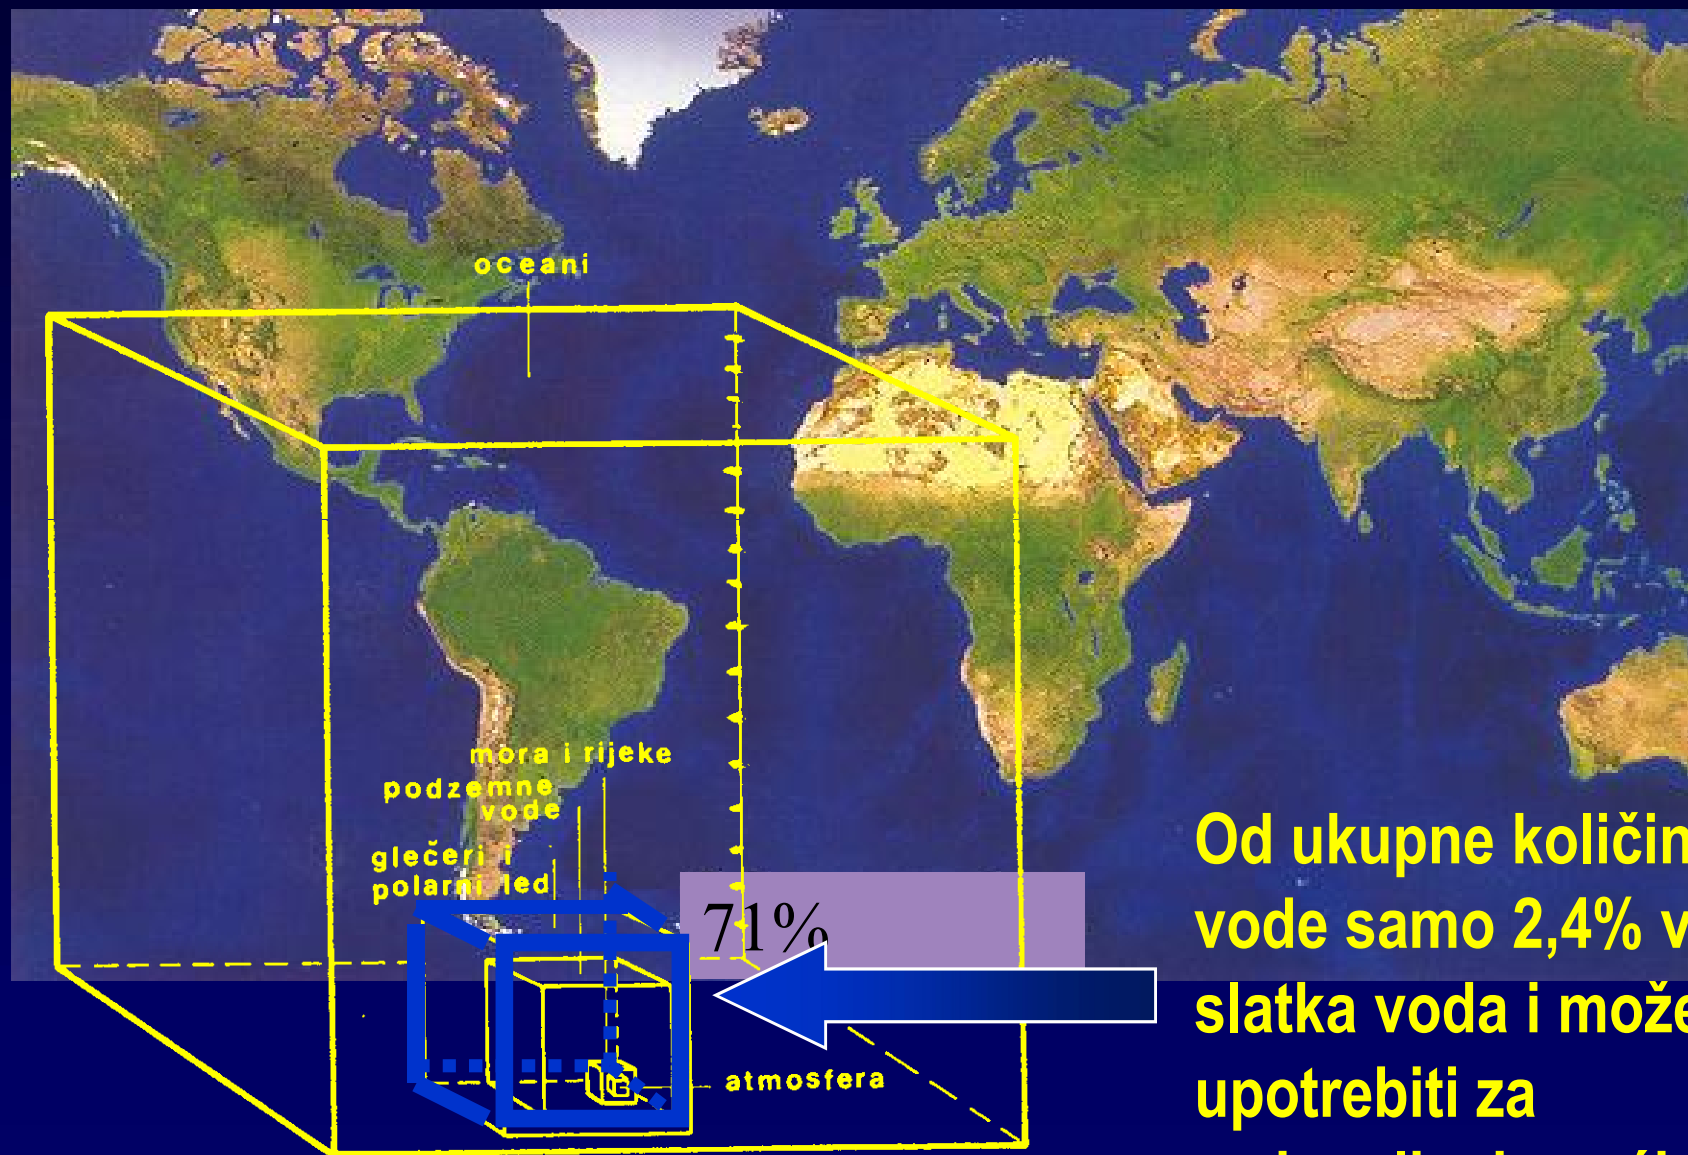 oceani
mora i rijeke
podzemne
vode
glečeri i
polarni led
71%
atmosfera
Od ukupne količin
vode samo 2,4% v
slatka voda i može
upotrebiti za